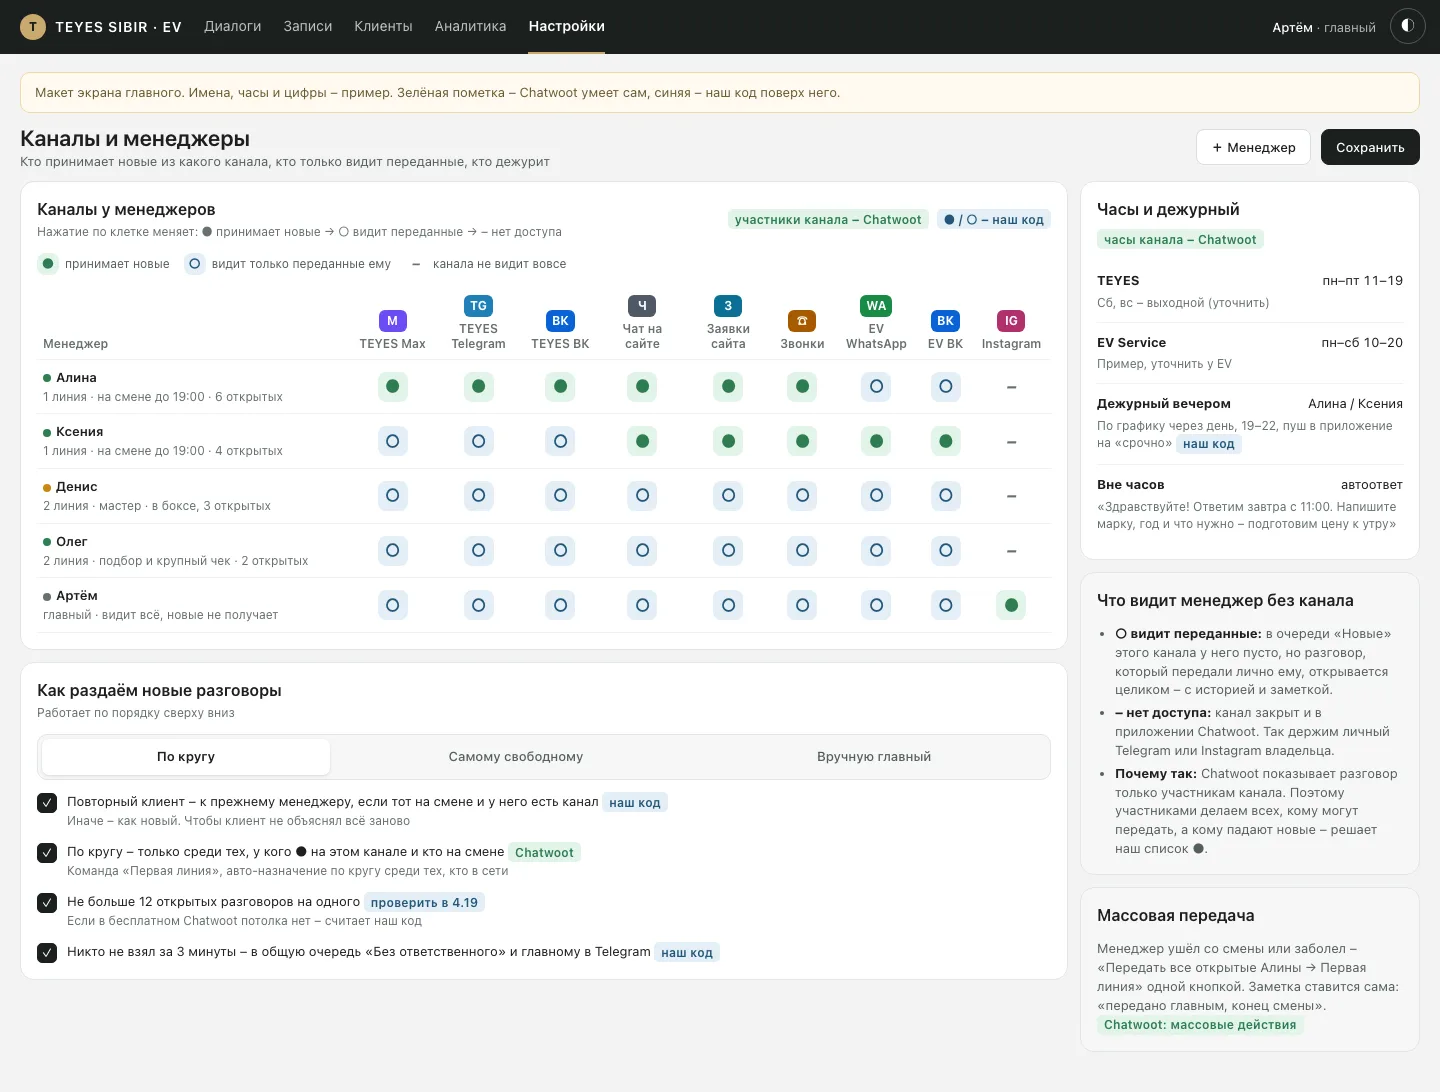 T TEYES SIBIR · EV Диалоги Записи Клиенты Аналитика Настройки Артём · главный
Макет экрана главного. Имена, часы и цифры – пример. Зелёная пометка – Chatwoot умеет сам, синяя – наш код поверх него.
Каналы и менеджеры
Кто принимает новые из какого канала, кто только видит переданные, кто дежурит
+ Менеджер Сохранить
Каналы у менеджеров
Нажатие по клетке меняет: ● принимает новые → ○ видит переданные → – нет доступа
участники канала – Chatwoot ● / ○ – наш код
принимает новые видит только переданные ему – канала не видит вовсе
Менеджер
M TEYES Max
TG TEYES Telegram
ВК TEYES ВК
Ч Чат на сайте
З Заявки сайта
☎ Звонки
WA EV WhatsApp
ВК EV ВК
IG Instagram
Алина
1 линия · на смене до 19:00 · 6 открытых
● ● ● ● ● ● ○ ○ –
Ксения
1 линия · на смене до 19:00 · 4 открытых
○ ○ ○ ● ● ● ● ● –
Денис
2 линия · мастер · в боксе, 3 открытых
○ ○ ○ ○ ○ ○ ○ ○ –
Олег
2 линия · подбор и крупный чек · 2 открытых
○ ○ ○ ○ ○ ○ ○ ○ –
Артём
главный · видит всё, новые не получает
○ ○ ○ ○ ○ ○ ○ ○ ●
Как раздаём новые разговоры
Работает по порядку сверху вниз
По кругу Самому свободному Вручную главный
✓ Повторный клиент – к прежнему менеджеру, если тот на смене и у него есть канал наш код
Иначе – как новый. Чтобы клиент не объяснял всё заново
✓ По кругу – только среди тех, у кого ● на этом канале и кто на смене Chatwoot
Команда «Первая линия», авто-назначение по кругу среди тех, кто в сети
✓ Не больше 12 открытых разговоров на одного проверить в 4.19
Если в бесплатном Chatwoot потолка нет – считает наш код
✓ Никто не взял за 3 минуты – в общую очередь «Без ответственного» и главному в Telegram наш код
Часы и дежурный
часы канала – Chatwoot
TEYES пн–пт 11–19
Сб, вс – выходной (уточнить)
EV Service пн–сб 10–20
Пример, уточнить у EV
Дежурный вечером Алина / Ксения
По графику через день, 19–22, пуш в приложение
на «срочно» наш код
Вне часов автоответ
«Здравствуйте! Ответим завтра с 11:00. Напишите
марку, год и что нужно – подготовим цену к утру»
Что видит менеджер без канала
• ○ видит переданные: в очереди «Новые»
этого канала у него пусто, но разговор,
который передали лично ему, открывается
целиком – с историей и заметкой.
• – нет доступа: канал закрыт и в
приложении Chatwoot. Так держим личный
Telegram или Instagram владельца.
• Почему так: Chatwoot показывает разговор
только участникам канала. Поэтому
участниками делаем всех, кому могут
передать, а кому падают новые – решает
наш список ●.
Массовая передача
Менеджер ушёл со смены или заболел –
«Передать все открытые Алины → Первая
линия» одной кнопкой. Заметка ставится сама:
«передано главным, конец смены».
Chatwoot: массовые действия